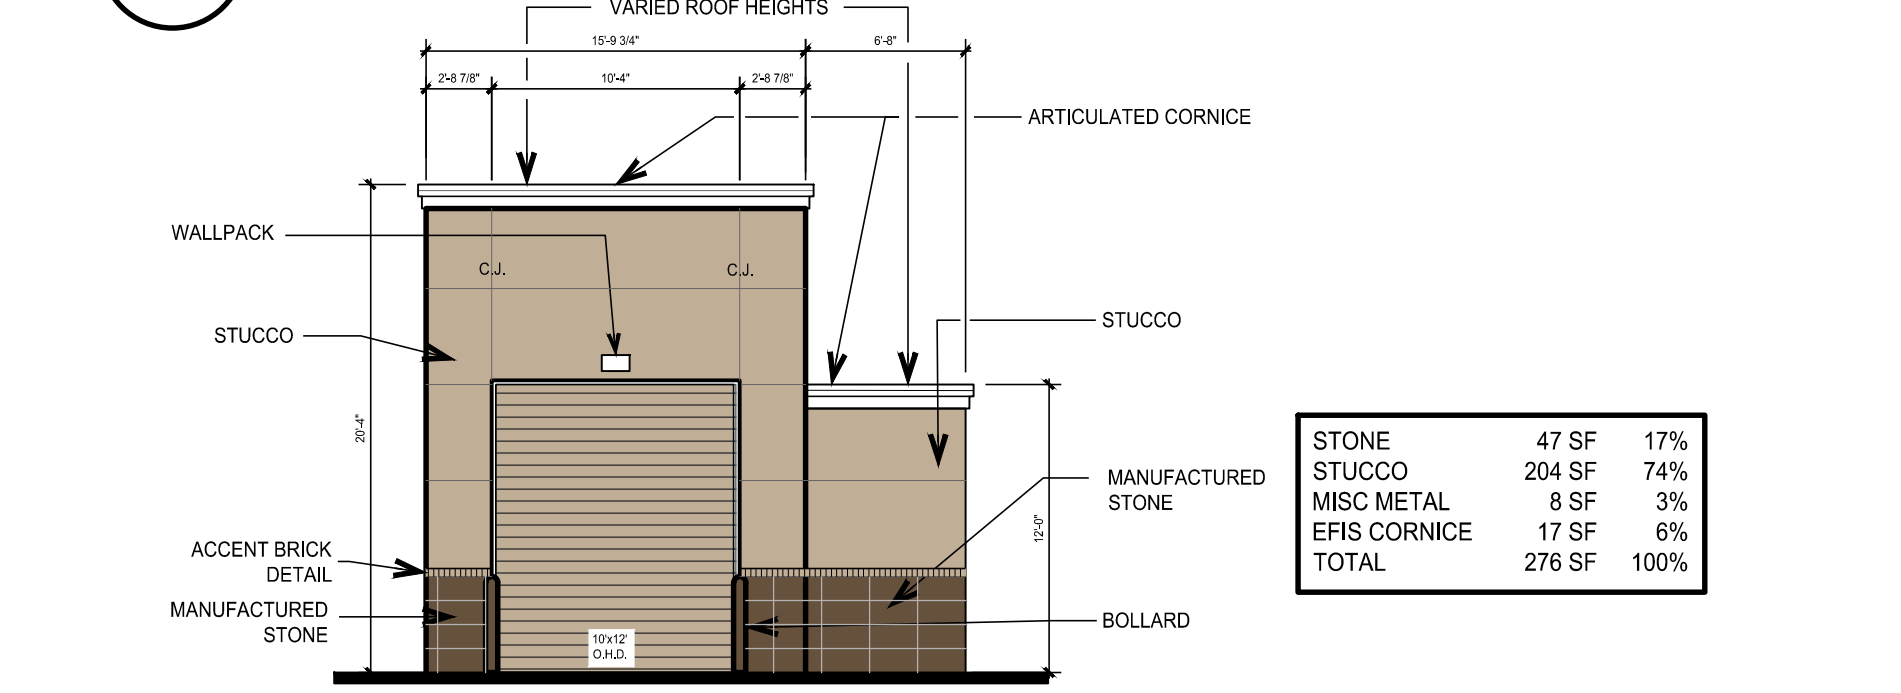 VARIED ROOF HEIGHTS
15'-9 3/4"
6'-8"
2'-8 7/8"
10'-4"
2'-8 7/8"
ARTICULATED CORNICE
WALLPACK
C.J.
C.J.
STUCCO
STUCCO
20'-4"
12'-0"
MANUFACTURED
STONE
ACCENT BRICK
DETAIL
MANUFACTURED
STONE
10'x12'
O.H.D.
BOLLARD
STONE 47 SF 17%
STUCCO 204 SF 74%
MISC METAL 8 SF 3%
EFIS CORNICE 17 SF 6%
TOTAL 276 SF 100%